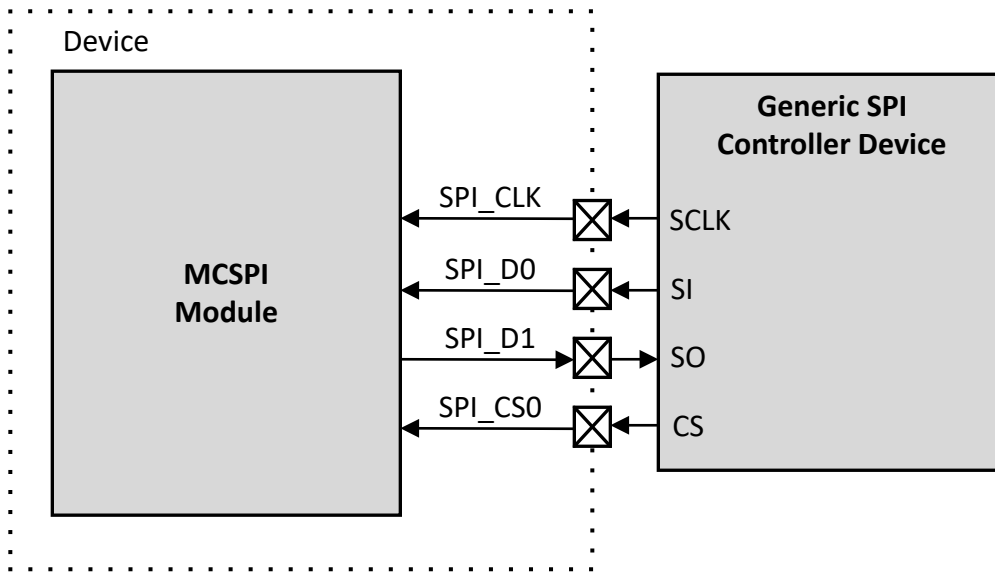 Device
Generic SPI
Controller Device
SPI_CLK
SCLK
SPI_D0
SI
MCSPI
Module
SPI_D1
SO
SPI_CS0
CS